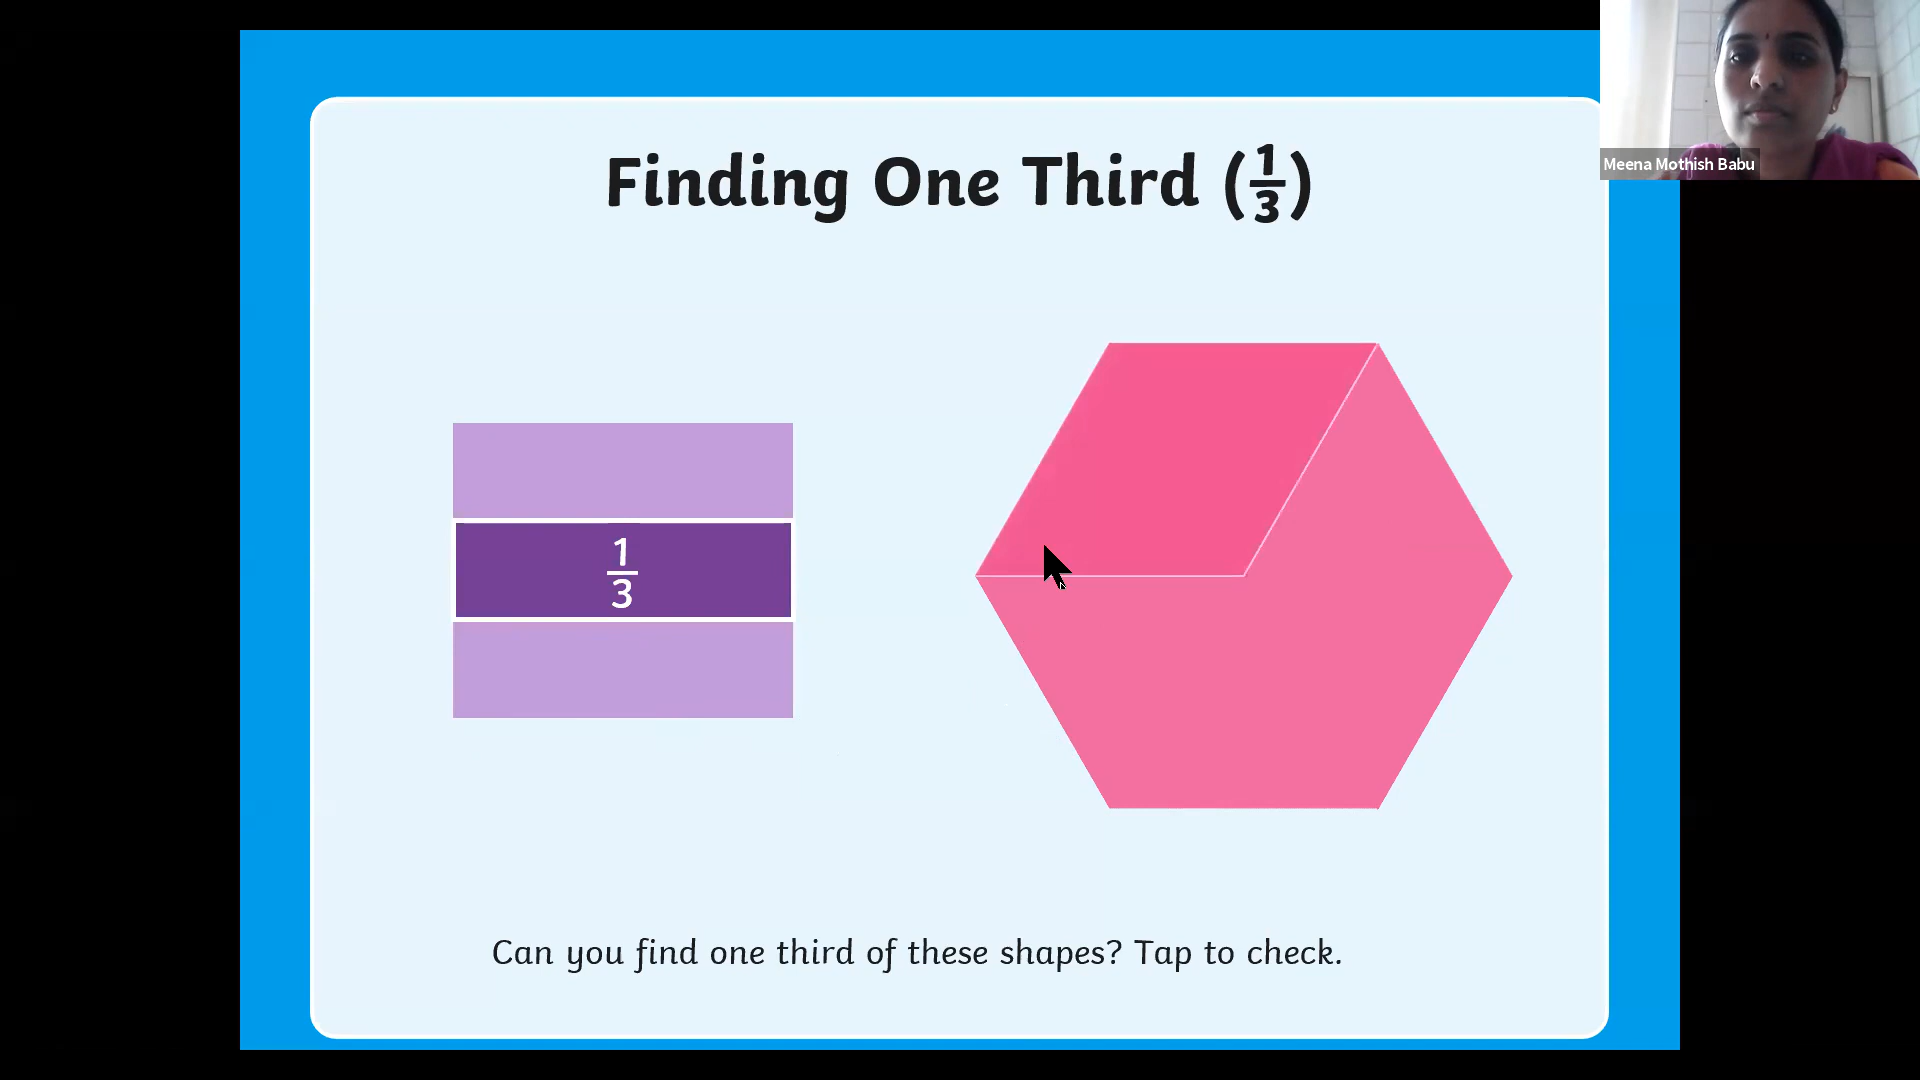 Finding One Third (1/3)
Meena Mothish Babu
1/3
Can you find one third of these shapes? Tap to check.